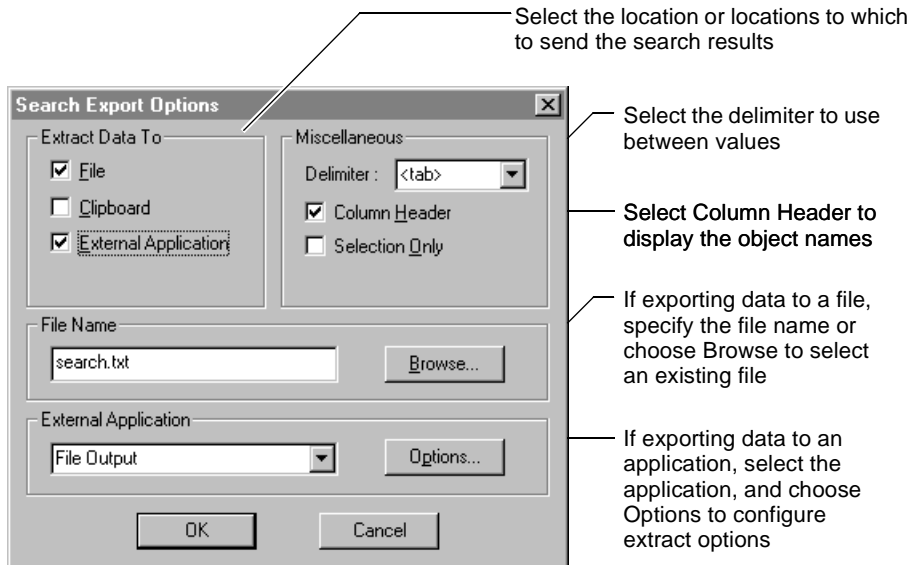 Select the location or locations to which
to send the search results
Search Export Options
Extract Data To
File
Clipboard
External Application
Miscellaneous
Delimiter : <tab>
Column Header
Selection Only
Select the delimiter to use
between values
Select Column Header to
display the object names
File Name
search.txt
Browse...
If exporting data to a file,
specify the file name or
choose Browse to select
an existing file
External Application
File Output
Options...
If exporting data to an
application, select the
application, and choose
Options to configure
extract options
OK
Cancel